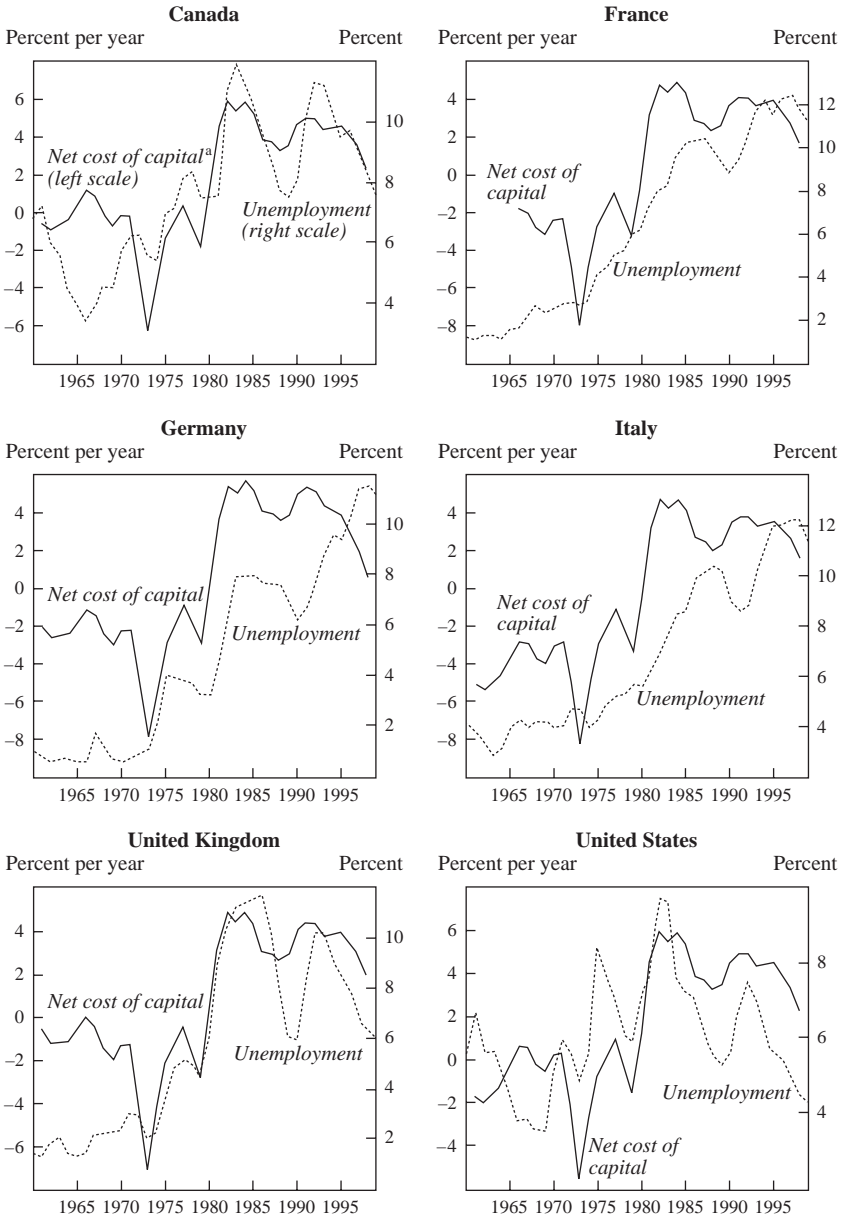 Canada
Percent per year Percent
6
4
2
0
–2
–4
–6
10
8
6
4
Net cost of capitalᵃ
(left scale)
Unemployment
(right scale)
1965 1970 1975 1980 1985 1990 1995
France
Percent per year Percent
4
2
0
–2
–4
–6
–8
12
10
8
6
4
2
Net cost of
capital
Unemployment
1965 1970 1975 1980 1985 1990 1995
Germany
Percent per year Percent
4
2
0
–2
–4
–6
–8
10
8
6
4
2
Net cost of capital
Unemployment
1965 1970 1975 1980 1985 1990 1995
Italy
Percent per year Percent
4
2
0
–2
–4
–6
–8
12
10
8
6
4
Net cost of
capital
Unemployment
1965 1970 1975 1980 1985 1990 1995
United Kingdom
Percent per year Percent
4
2
0
–2
–4
–6
10
8
6
4
2
Net cost of capital
Unemployment
1965 1970 1975 1980 1985 1990 1995
United States
Percent per year Percent
6
4
2
0
–2
–4
8
6
4
Unemployment
Net cost of
capital
1965 1970 1975 1980 1985 1990 1995